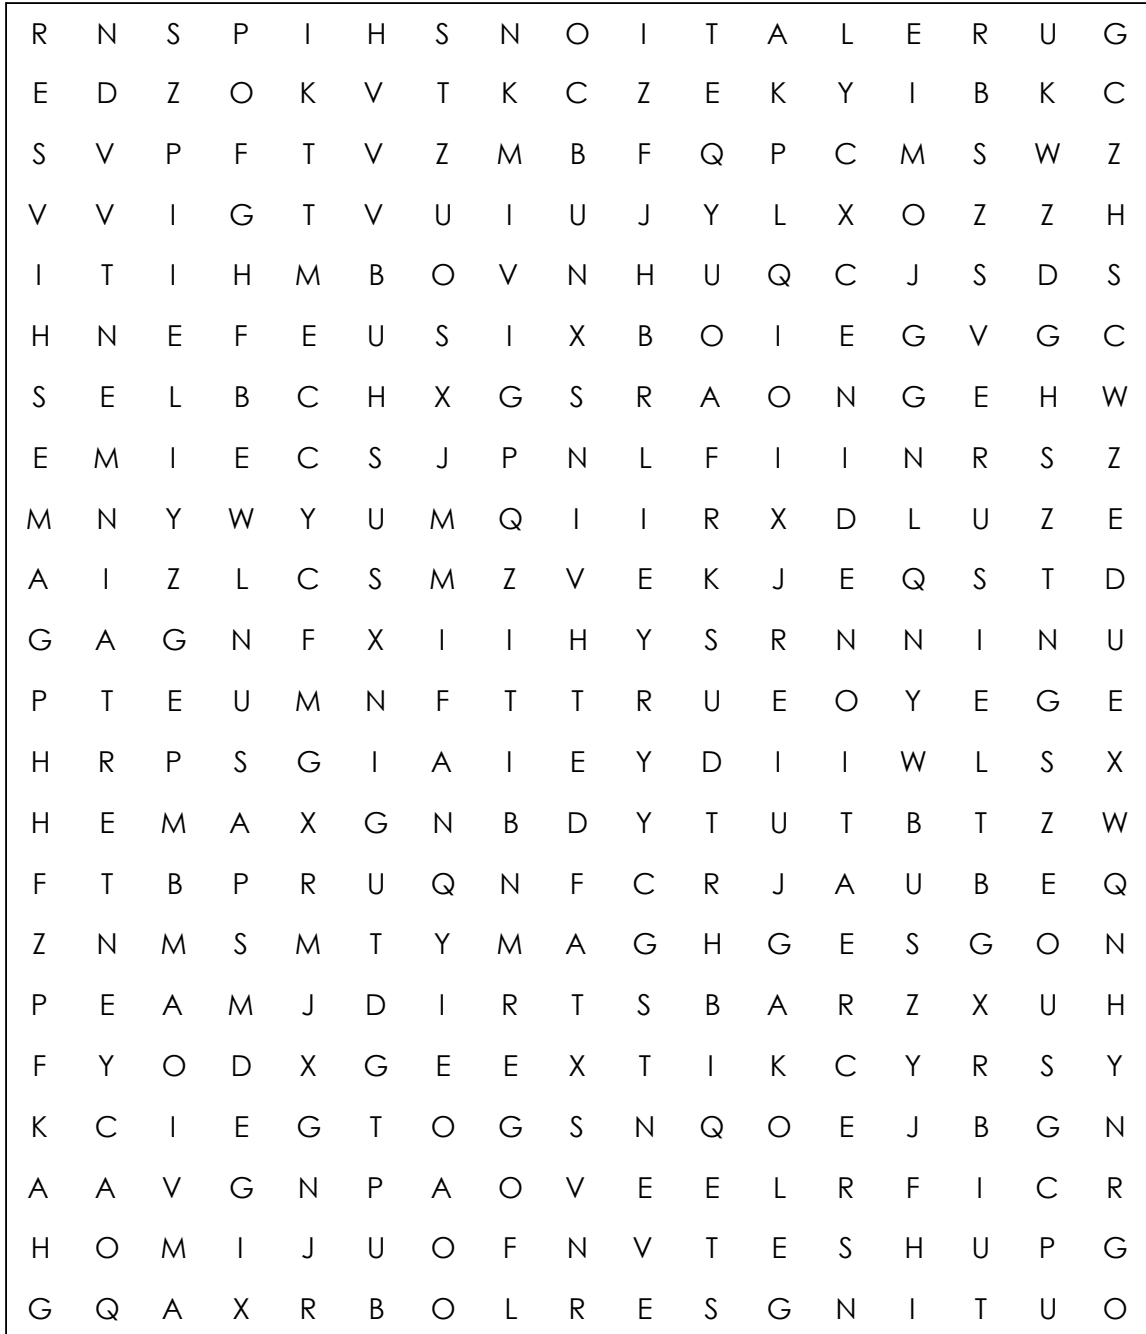 R N S P I H S N O I T A L E R U G
E D Z O K V T K C Z E K Y I B K C
S V P F T V Z M B F Q P C M S W Z
V V I G T V U I U J Y L X O Z Z H
I T I H M B O V N H U Q C J S D S
H N E F E U S I X B O I E G V G C
S E L B C H X G S R A O N G E H W
E M I E C S J P N L F I I N R S Z
M N Y W Y U M Q I I R X D L U Z E
A I Z L C S M Z V E K J E Q S T D
G A G N F X I I H Y S R N N I N U
P T E U M N F T T R U E O Y E G E
H R P S G I A I E Y D I I W L S X
H E M A X G N B D Y T U T B T Z W
F T B P R U Q N F C R J A U B E Q
Z N M S M T Y M A G H G E S G O N
P E A M J D I R T S B A R Z X U H
F Y O D X G E E X T I K C Y R S Y
K C I E G T O G S N Q O E J B G N
A A V G N P A O V E E L R F I C R
H O M I J U O F N V T E S H U P G
G Q A X R B O L R E S G N I T U O